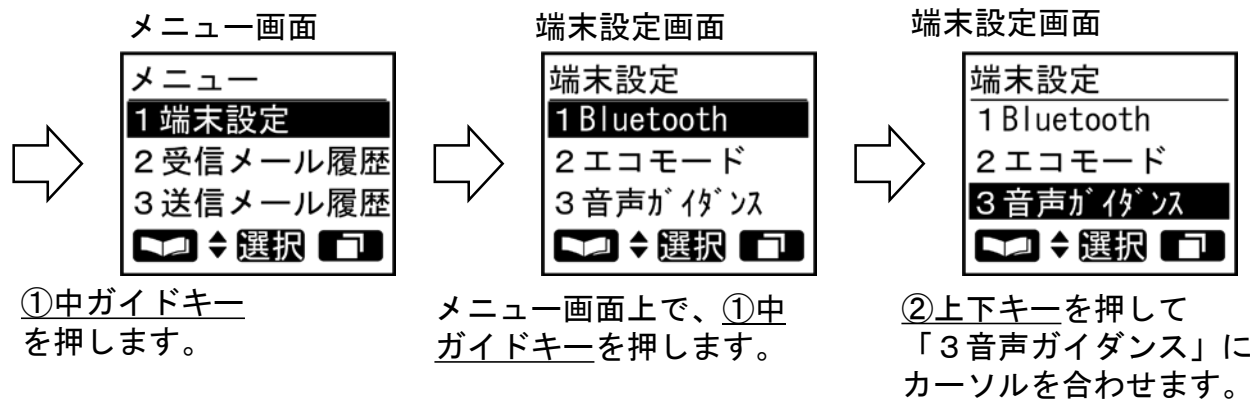 メニュー画面
メニュー
1端末設定
2受信メール履歴
3送信メール履歴
選択
①中ガイドキー
を押します。
端末設定画面
端末設定
1Bluetooth
2エコモード
3音声ｶﾞｲﾀﾞﾝｽ
選択
メニュー画面上で、①中
ガイドキーを押します。
端末設定画面
端末設定
1Bluetooth
2エコモード
3音声ｶﾞｲﾀﾞﾝｽ
選択
②上下キーを押して
「３音声ガイダンス」に
カーソルを合わせます。